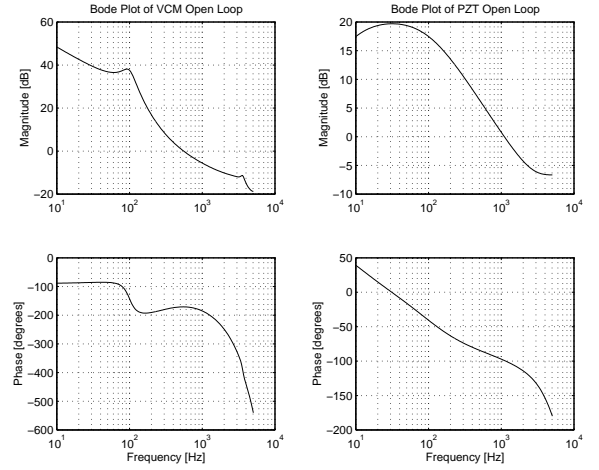 Bode Plot of VCM Open Loop
60
40
20
0
−20
Magnitude [dB]
10^1 10^2 10^3 10^4
Bode Plot of PZT Open Loop
20
15
10
5
0
−5
−10
Magnitude [dB]
10^1 10^2 10^3 10^4
0
−100
−200
−300
−400
−500
−600
Phase [degrees]
10^1 10^2 10^3 10^4
Frequency [Hz]
50
0
−50
−100
−150
−200
Phase [degrees]
10^1 10^2 10^3 10^4
Frequency [Hz]